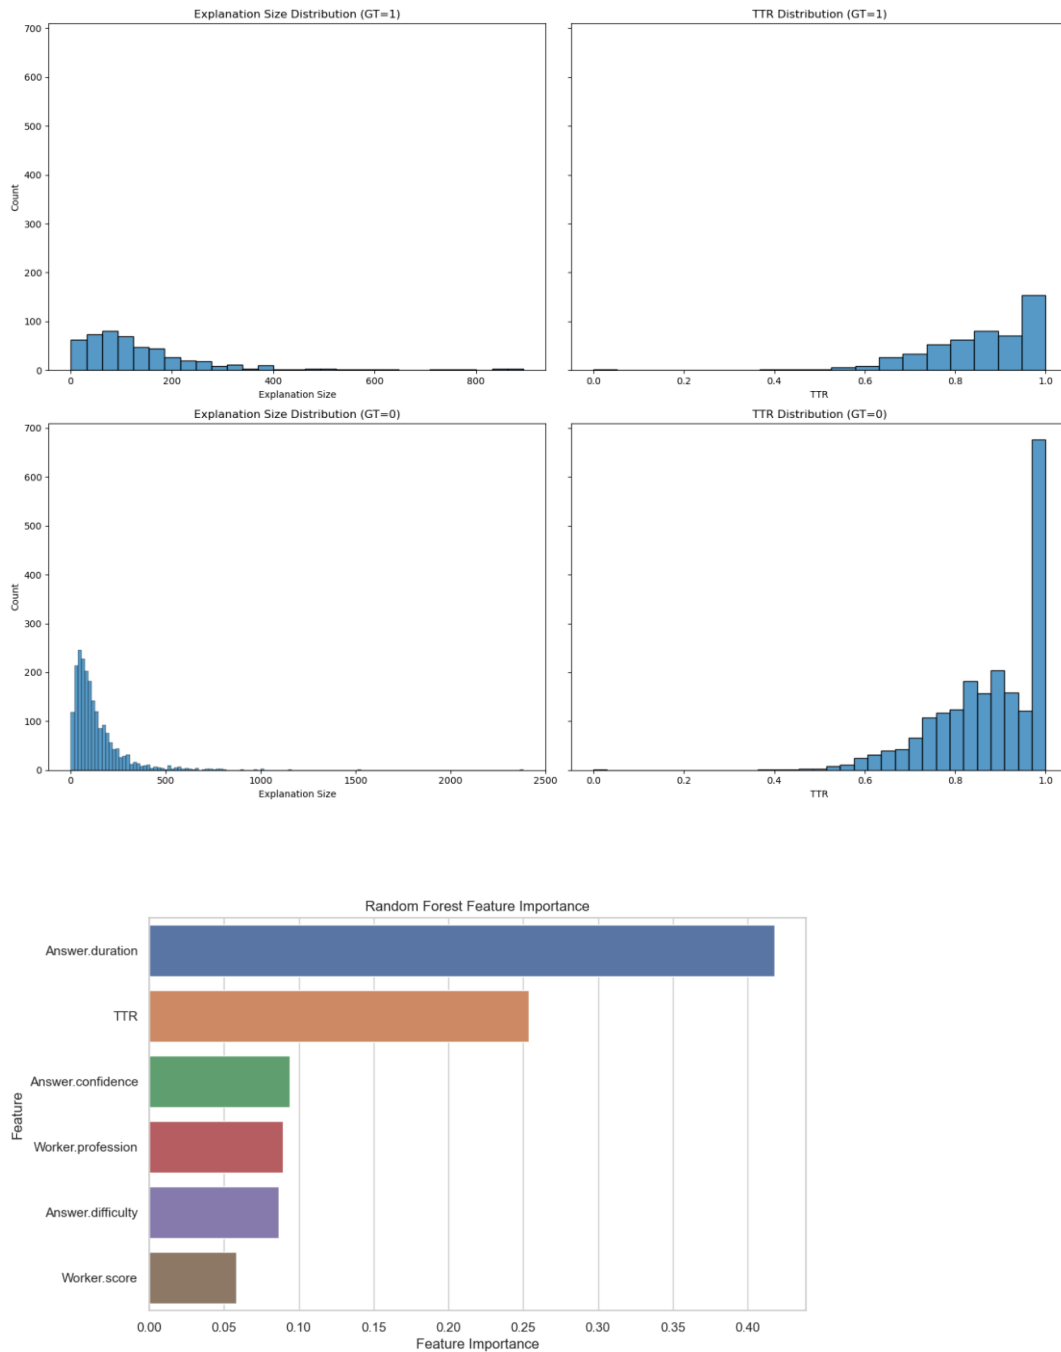 Explanation Size Distribution (GT=1)
700
600
500
400
300
200
100
0
Count
0 200 400 600 800
Explanation Size
TTR Distribution (GT=1)
0.0 0.2 0.4 0.6 0.8 1.0
TTR
Explanation Size Distribution (GT=0)
700
600
500
400
300
200
100
0
Count
0 500 1000 1500 2000 2500
Explanation Size
TTR Distribution (GT=0)
0.0 0.2 0.4 0.6 0.8 1.0
TTR
Random Forest Feature Importance
Feature
Answer.duration
TTR
Answer.confidence
Worker.profession
Answer.difficulty
Worker.score
0.00 0.05 0.10 0.15 0.20 0.25 0.30 0.35 0.40
Feature Importance